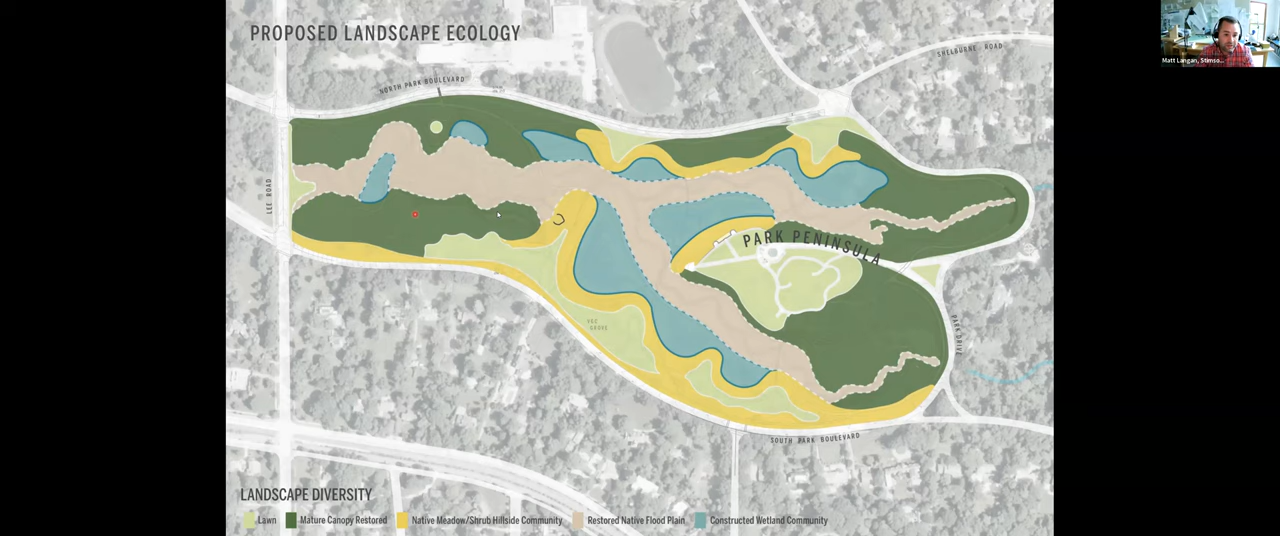 PROPOSED LANDSCAPE ECOLOGY
Matt Langan, Stimso...
SHELBURNE ROAD
NORTH PARK BOULEVARD
LEE ROAD
PARK PENINSULA
GROVE
PARK DRIVE
SOUTH PARK BOULEVARD
LANDSCAPE DIVERSITY
Lawn Mature Canopy Restored Native Meadow/Shrub Hillside Community Restored Native Flood Plain Constructed Wetland Community